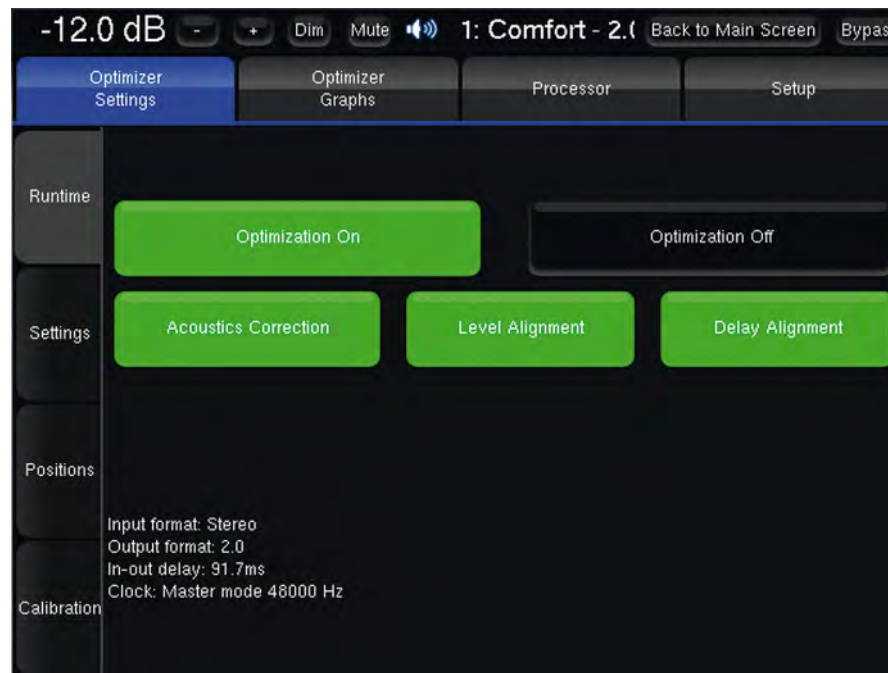 -12.0 dB - + Dim Mute 1: Comfort - 2.( Back to Main Screen Bypas
Optimizer Settings
Optimizer Graphs
Processor
Setup
Runtime
Optimization On
Optimization Off
Settings
Acoustics Correction
Level Alignment
Delay Alignment
Positions
Input format: Stereo
Output format: 2.0
In-out delay: 91.7ms
Clock: Master mode 48000 Hz
Calibration